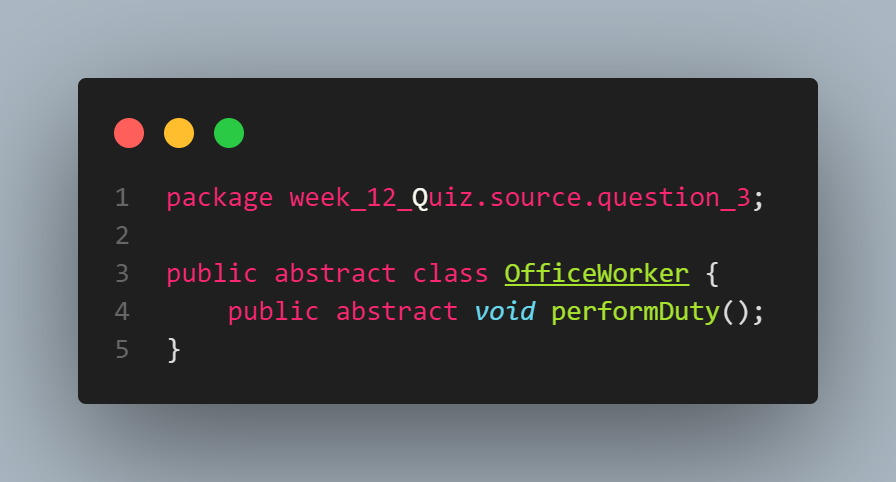 1 package week_12_Quiz.source.question_3;
2
3 public abstract class OfficeWorker {
4     public abstract void performDuty();
5 }